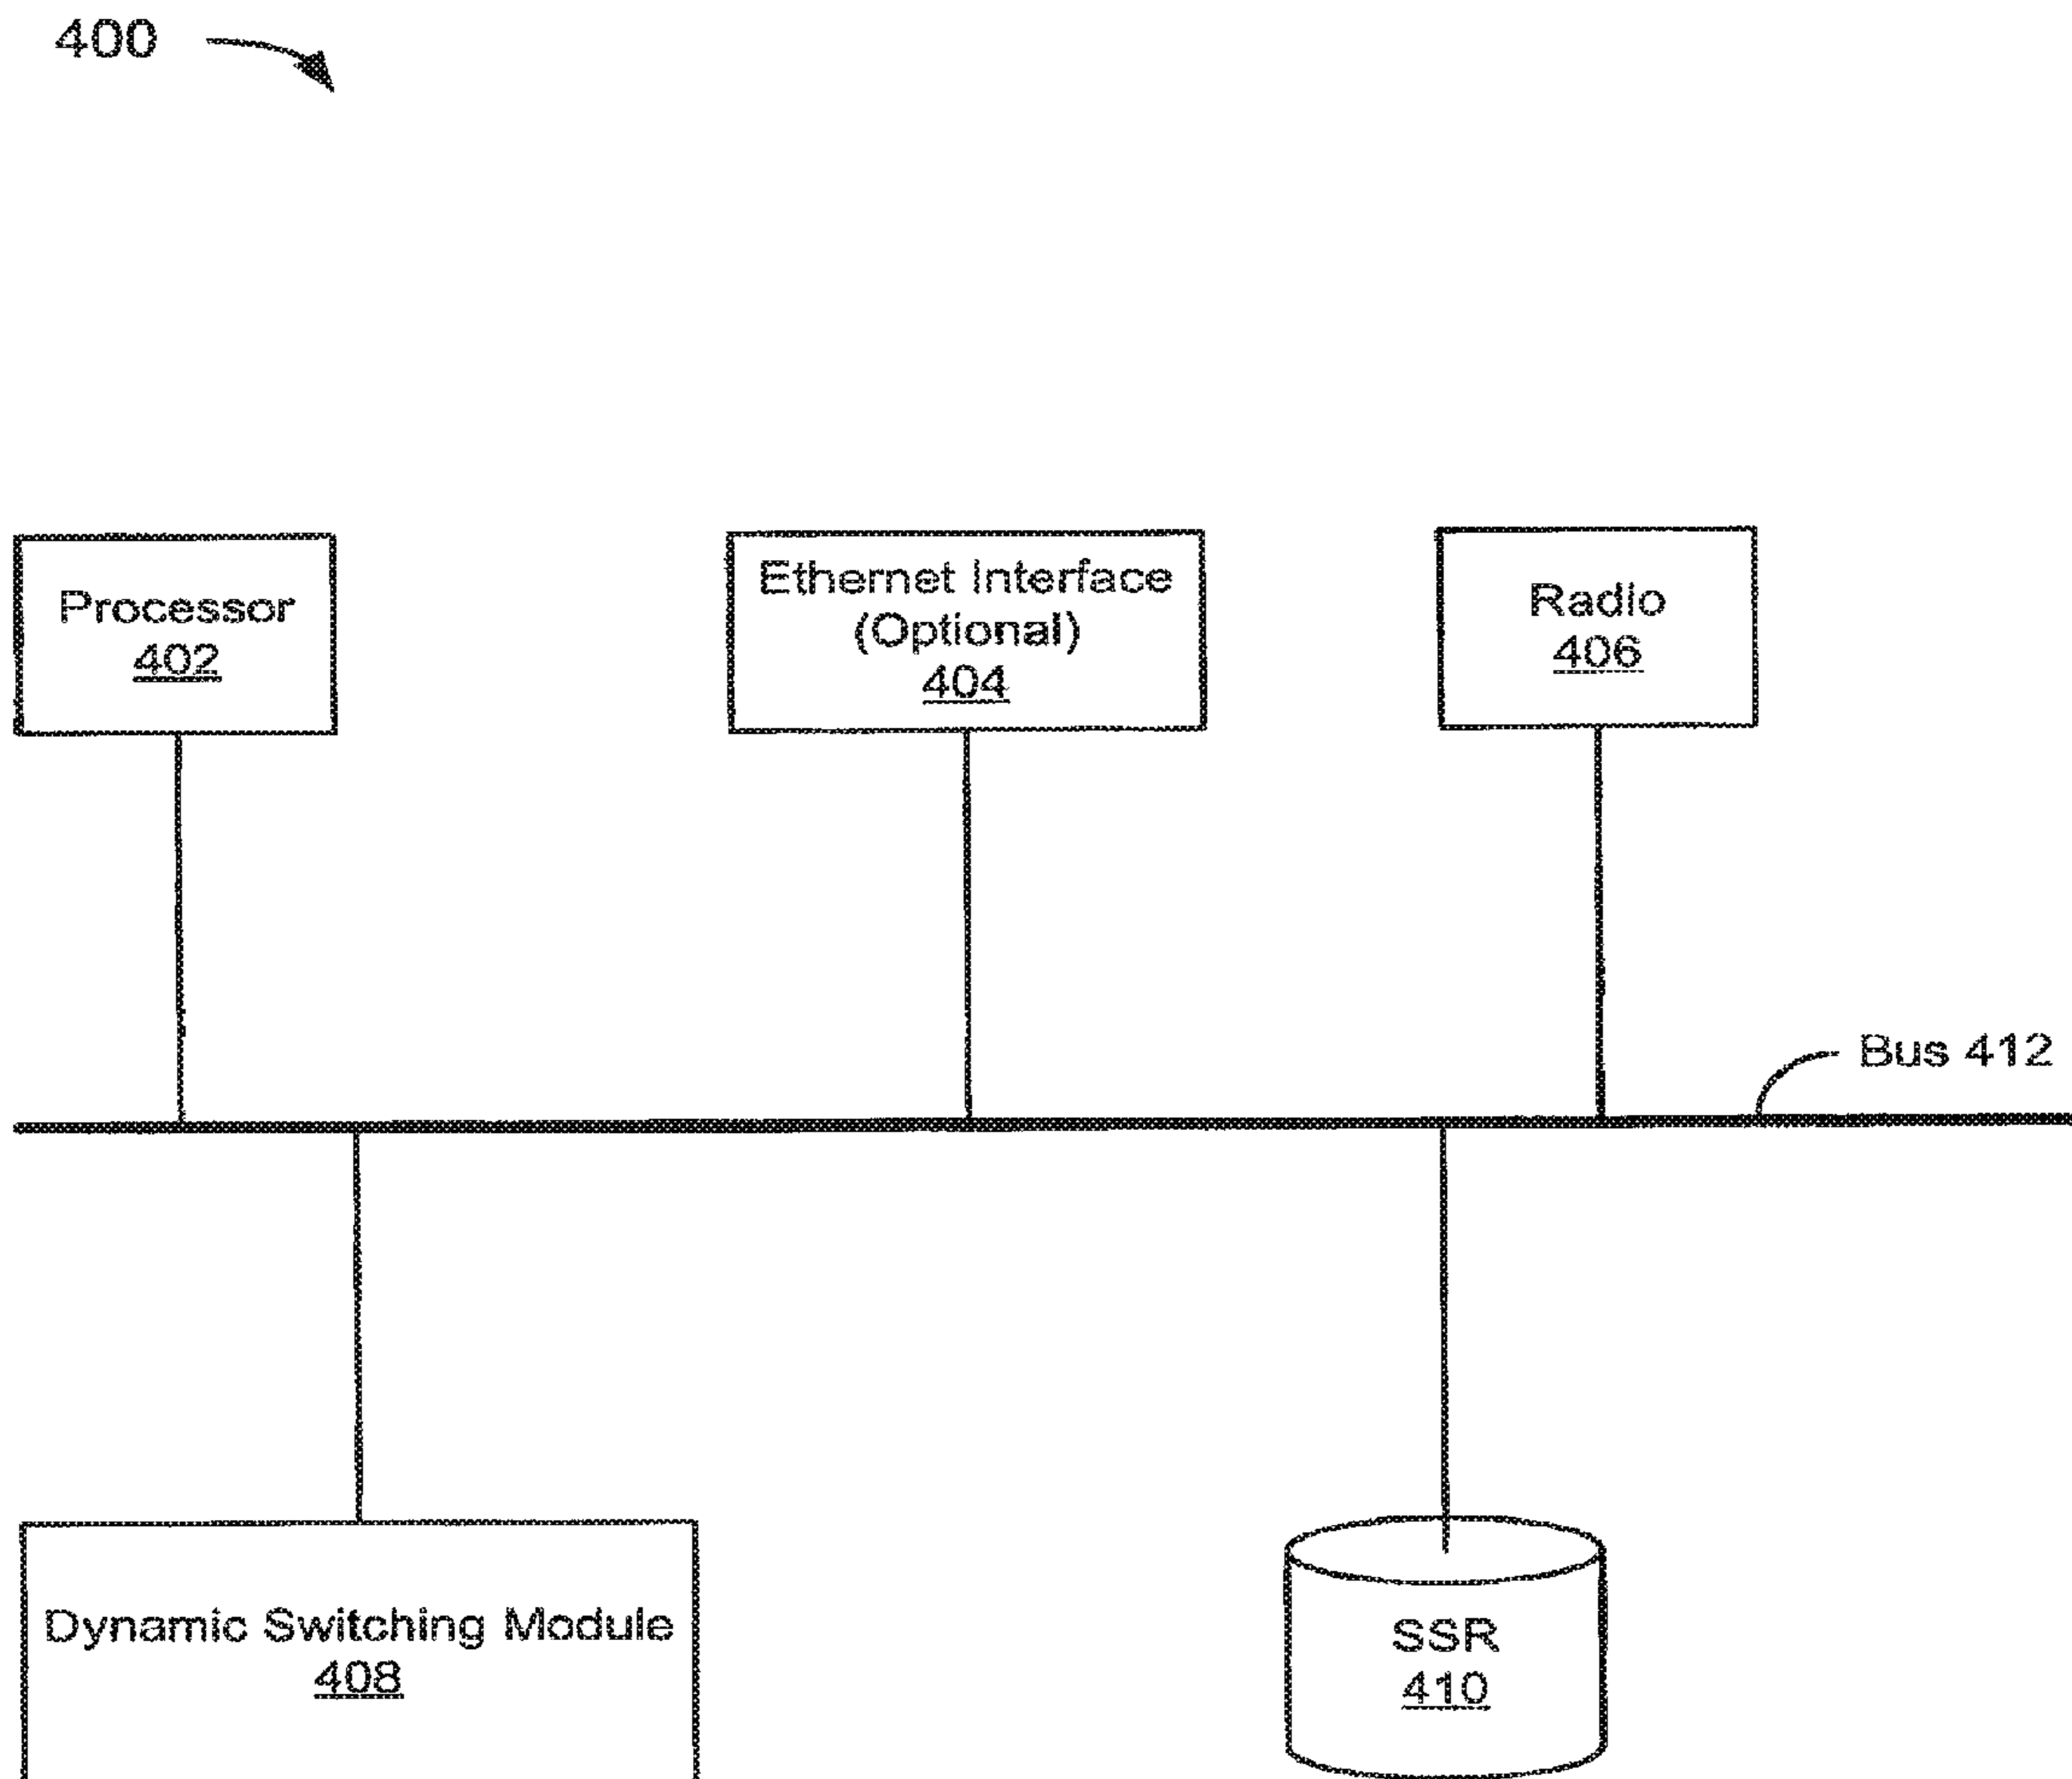 400
Processor
402
Ethernet Interface
(Optional)
404
Radio
406
Bus 412
Dynamic Switching Module
408
SSR
410